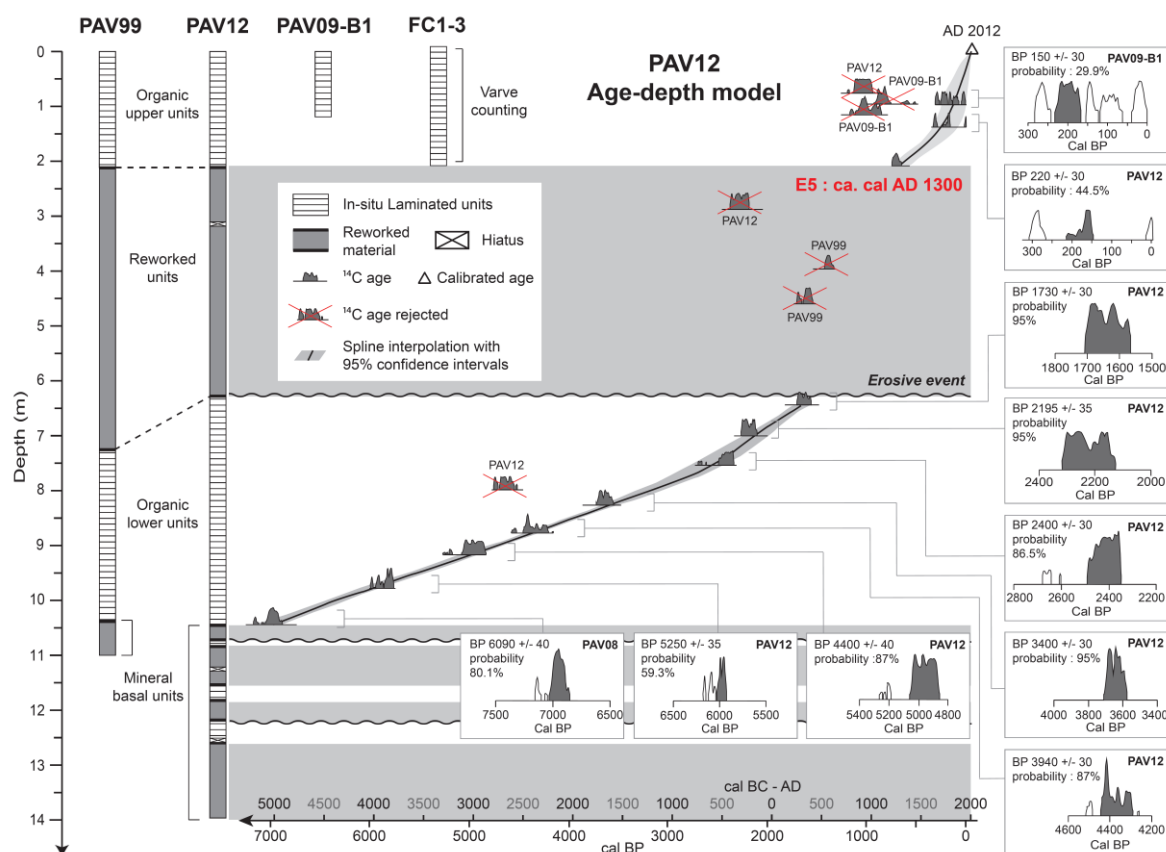 PAV99
PAV12
PAV09-B1
FC1-3
0
1
2
3
4
5
6
7
8
9
10
11
12
13
14
Depth (m)
Organic
upper units
Reworked
units
Organic
lower units
Mineral
basal units
Varve
counting
PAV12
Age-depth model
AD 2012
PAV12
PAV09-B1
PAV09-B1
E5 : ca. cal AD 1300
PAV12
PAV99
PAV99
In-situ Laminated units
Reworked
material
Hiatus
¹⁴C age
Calibrated age
¹⁴C age rejected
Spline interpolation with
95% confidence intervals
Erosive event
PAV12
BP 150 +/- 30 PAV09-B1
probability : 29.9%
300 200 100 0
Cal BP
BP 220 +/- 30 PAV12
probability : 44.5%
300 200 100 0
Cal BP
BP 1730 +/- 30 PAV12
probability
95%
1800 1700 1600 1500
Cal BP
BP 2195 +/- 35 PAV12
probability
95%
2400 2200 2000
Cal BP
BP 2400 +/- 30 PAV12
probability
86.5%
2800 2600 2400 2200
Cal BP
BP 3400 +/- 30 PAV12
probability : 95%
4000 3800 3600 3400
Cal BP
BP 3940 +/- 30 PAV12
probability : 87%
4600 4400 4200
Cal BP
BP 6090 +/- 40 PAV08
probability
80.1%
7500 7000 6500
Cal BP
BP 5250 +/- 35 PAV12
probability
59.3%
6500 6000 5500
Cal BP
BP 4400 +/- 40 PAV12
probability :87%
5400 5200 5000 4800
Cal BP
cal BC - AD
5000 4500 4000 3500 3000 2500 2000 1500 1000 500 0 500 1000 1500 2000
7000 6000 5000 4000 3000 2000 1000 0
cal BP